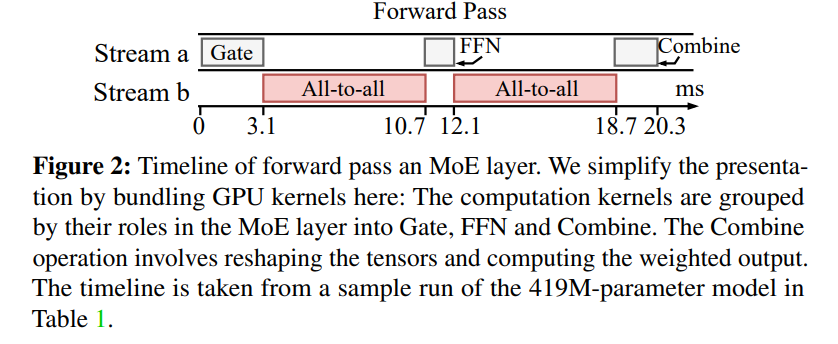 Forward Pass
Stream a Gate FFN Combine
Stream b All-to-all All-to-all ms
0 3.1 10.7 12.1 18.7 20.3
Figure 2: Timeline of forward pass an MoE layer. We simplify the presenta-
tion by bundling GPU kernels here: The computation kernels are grouped
by their roles in the MoE layer into Gate, FFN and Combine. The Combine
operation involves reshaping the tensors and computing the weighted output.
The timeline is taken from a sample run of the 419M-parameter model in
Table 1.